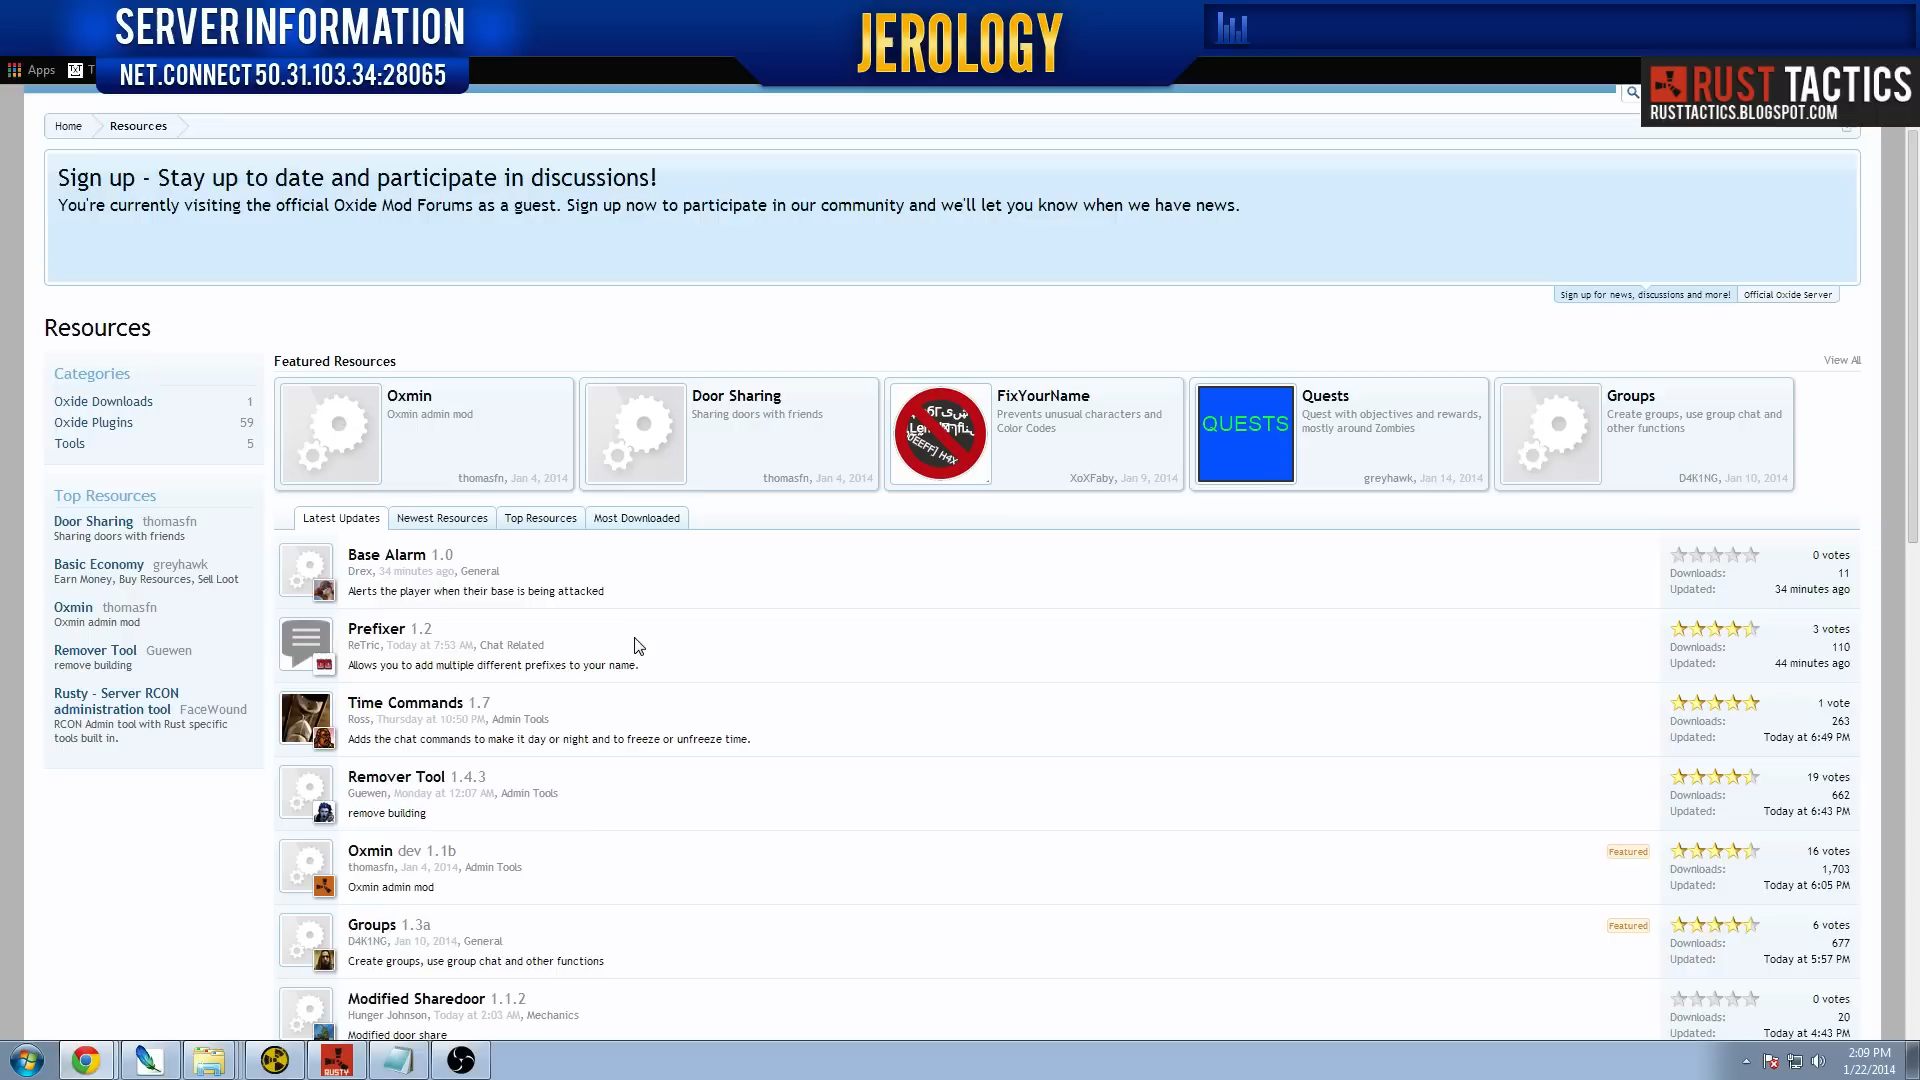 SERVER INFORMATION
NET.CONNECT 50.31.103.34:28065
JEROLOGY
RUST TACTICS
RUSTTACTICS.BLOGSPOT.COM
Apps
TXT
T
Home
Resources
Sign up - Stay up to date and participate in discussions!
You're currently visiting the official Oxide Mod Forums as a guest. Sign up now to participate in our community and we'll let you know when we have news.
Sign up for news, discussions and more!
Official Oxide Server
Resources
Categories
Oxide Downloads 1
Oxide Plugins 59
Tools 5
Top Resources
Door Sharing thomasfn
Sharing doors with friends
Basic Economy greyhawk
Earn Money, Buy Resources, Sell Loot
Oxmin thomasfn
Oxmin admin mod
Remover Tool Guewen
remove building
Rusty - Server RCON
administration tool FaceWound
RCON Admin tool with Rust specific
tools built in.
Featured Resources
View All
Oxmin
Oxmin admin mod
thomasfn, Jan 4, 2014
Door Sharing
Sharing doors with friends
thomasfn, Jan 4, 2014
FixYourName
Prevents unusual characters and
Color Codes
XoXFaby, Jan 9, 2014
QUESTS
Quests
Quest with objectives and rewards,
mostly around Zombies
greyhawk, Jan 14, 2014
Groups
Create groups, use group chat and
other functions
D4K1NG, Jan 10, 2014
Latest Updates
Newest Resources
Top Resources
Most Downloaded
Base Alarm 1.0
Drex, 34 minutes ago, General
Alerts the player when their base is being attacked
0 votes
Downloads: 11
Updated: 34 minutes ago
Prefixer 1.2
ReTric, Today at 7:53 AM, Chat Related
Allows you to add multiple different prefixes to your name.
3 votes
Downloads: 110
Updated: 44 minutes ago
Time Commands 1.7
Ross, Thursday at 10:50 PM, Admin Tools
Adds the chat commands to make it day or night and to freeze or unfreeze time.
1 vote
Downloads: 263
Updated: Today at 6:49 PM
Remover Tool 1.4.3
Guewen, Monday at 12:07 AM, Admin Tools
remove building
19 votes
Downloads: 662
Updated: Today at 6:43 PM
Oxmin dev 1.1b
thomasfn, Jan 4, 2014, Admin Tools
Oxmin admin mod
Featured
16 votes
Downloads: 1,703
Updated: Today at 6:05 PM
Groups 1.3a
D4K1NG, Jan 10, 2014, General
Create groups, use group chat and other functions
Featured
6 votes
Downloads: 677
Updated: Today at 5:57 PM
Modified Sharedoor 1.1.2
Hunger Johnson, Today at 2:03 AM, Mechanics
Modified door share
0 votes
Downloads: 20
Updated: Today at 4:43 PM
RUSTY
2:09 PM
1/22/2014